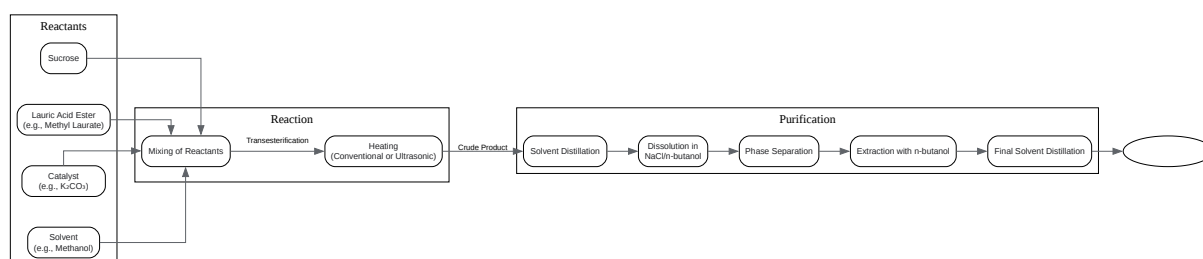 Reactants
Sucrose
Lauric Acid Ester
(e.g., Methyl Laurate)
Catalyst
(e.g., K₂CO₃)
Solvent
(e.g., Methanol)
Reaction
Mixing of Reactants
Transesterification
Heating
(Conventional or Ultrasonic)
Crude Product
Purification
Solvent Distillation
Dissolution in
NaCl/n-butanol
Phase Separation
Extraction with n-butanol
Final Solvent Distillation